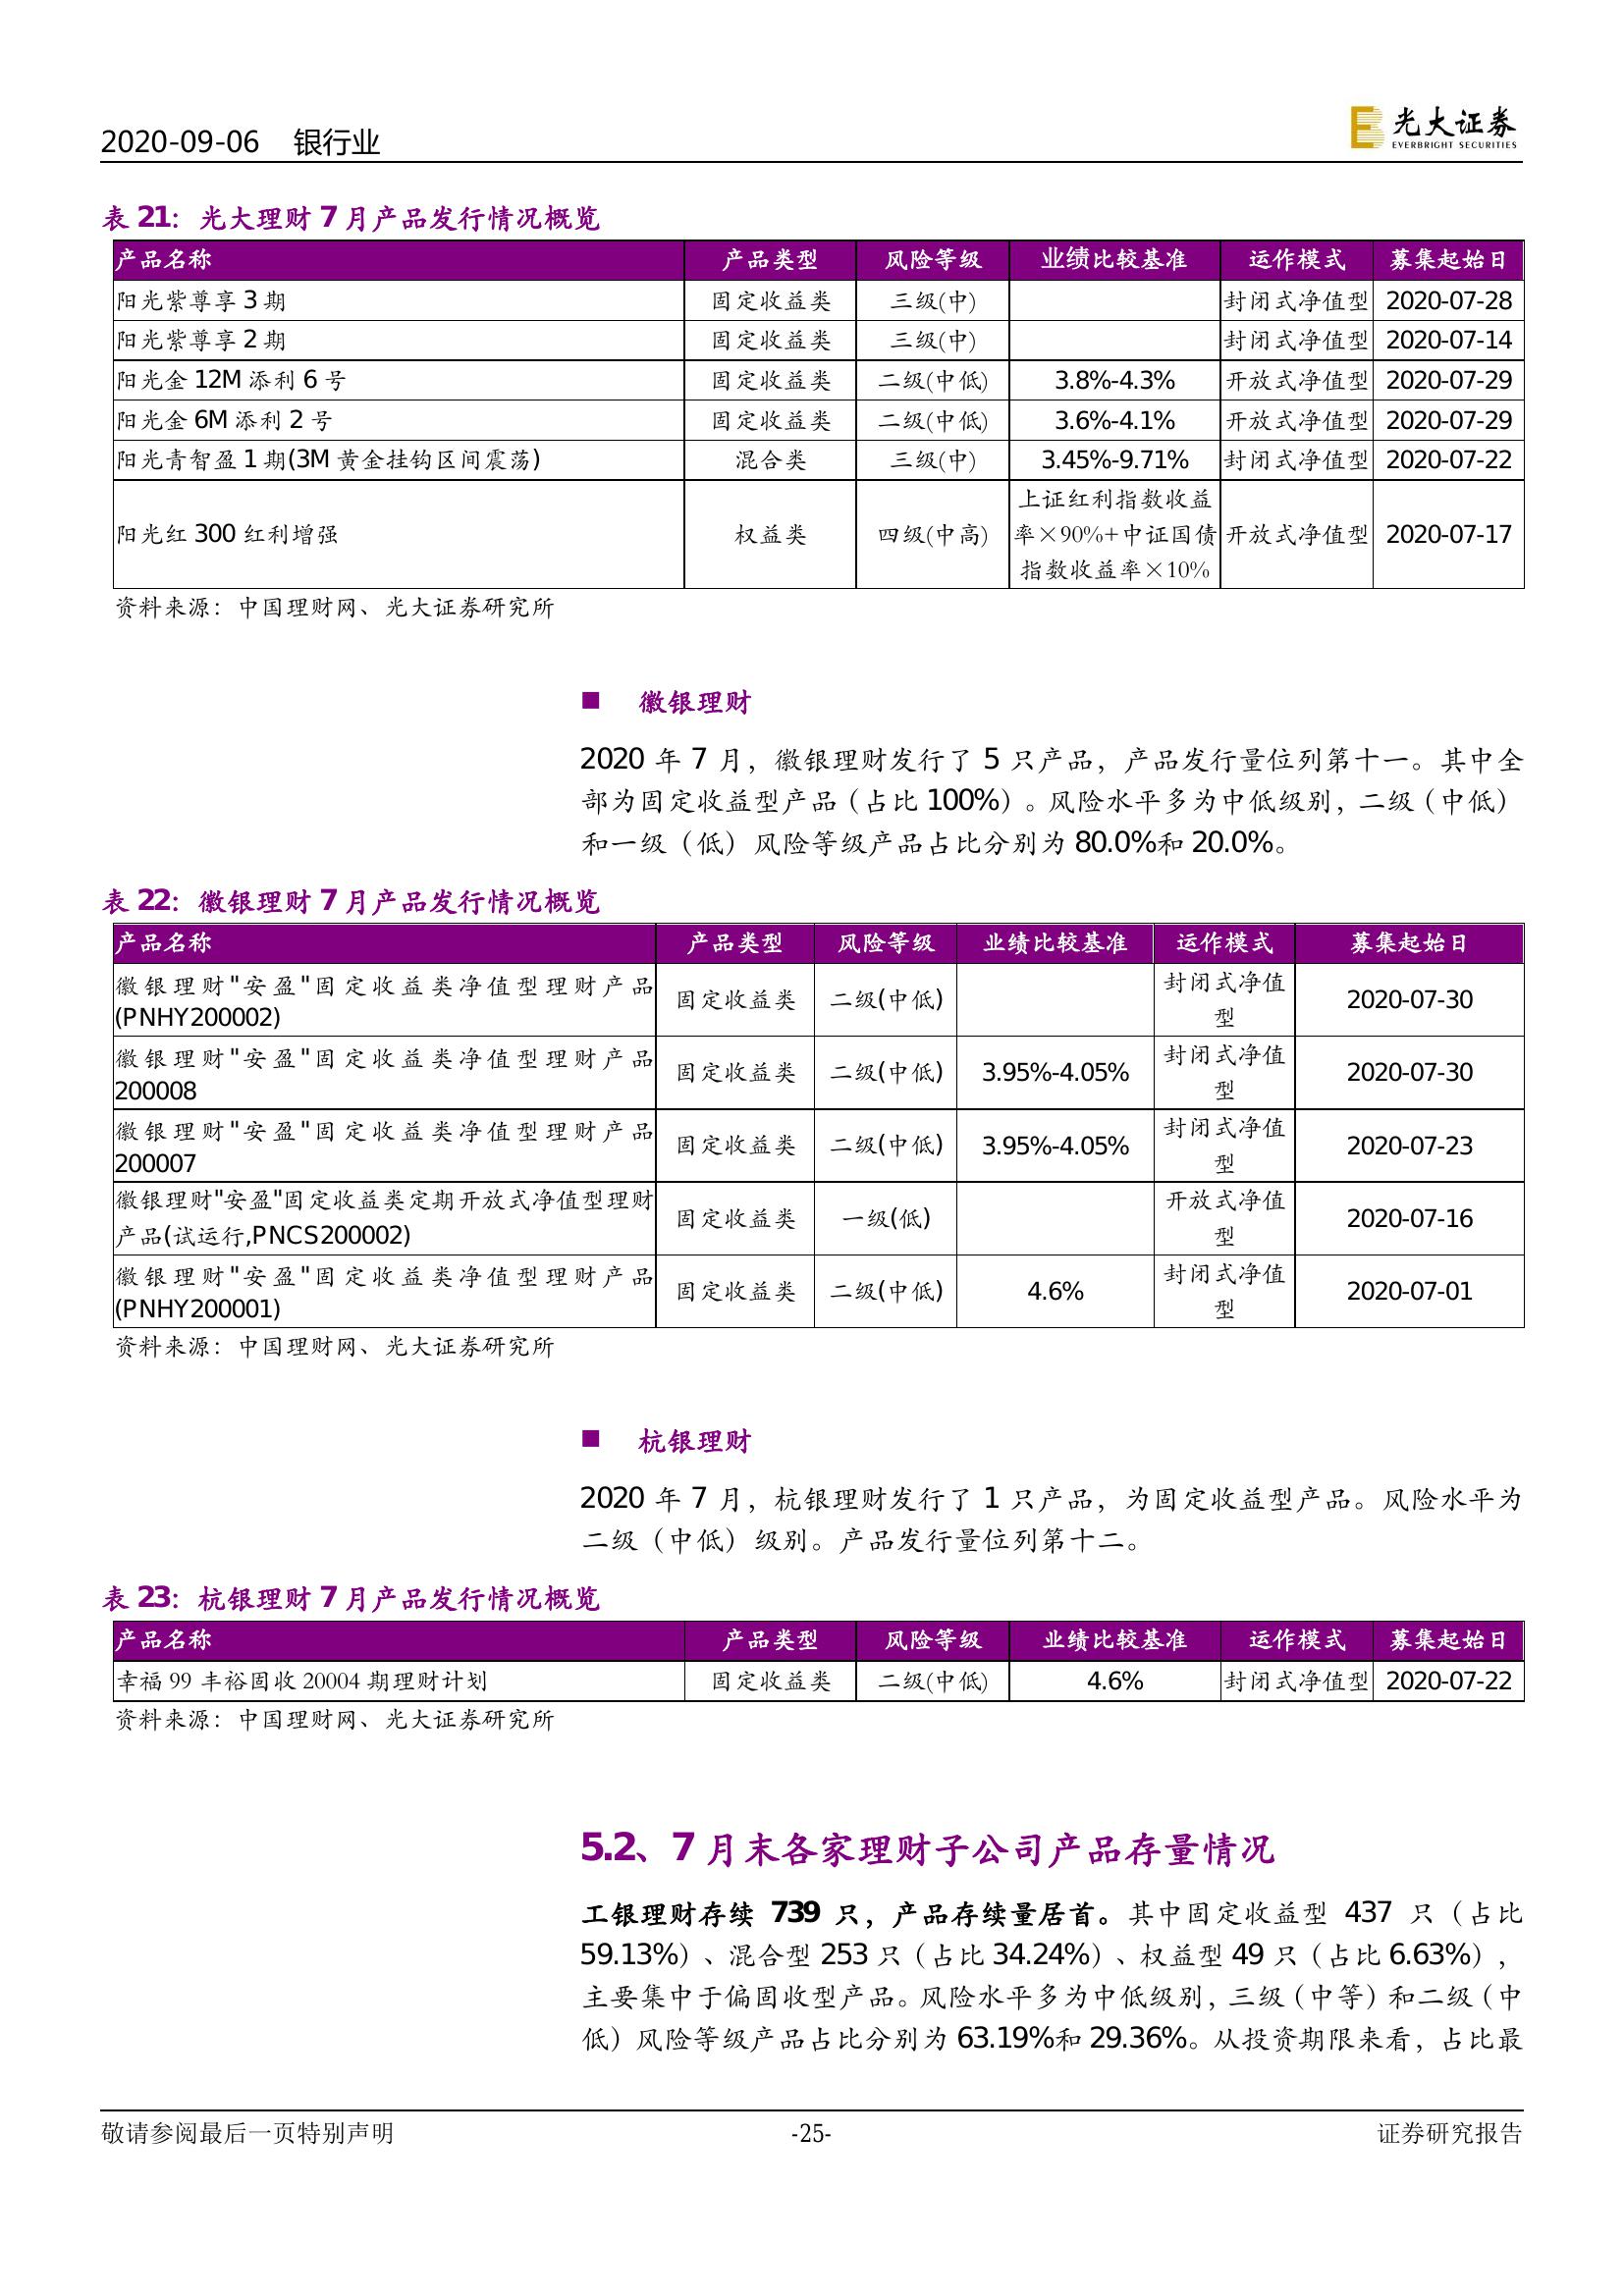 2020-09-06 银行业
光大证券
EVERBRIGHT SECURITIES
表 21：光大理财 7 月产品发行情况概览
产品名称 产品类型 风险等级 业绩比较基准 运作模式 募集起始日
阳光紫尊享 3 期 固定收益类 三级(中) 封闭式净值型 2020-07-28
阳光紫尊享 2 期 固定收益类 三级(中) 封闭式净值型 2020-07-14
阳光金 12M 添利 6 号 固定收益类 二级(中低) 3.8%-4.3% 开放式净值型 2020-07-29
阳光金 6M 添利 2 号 固定收益类 二级(中低) 3.6%-4.1% 开放式净值型 2020-07-29
阳光青智盈 1 期(3M 黄金挂钩区间震荡) 混合类 三级(中) 3.45%-9.71% 封闭式净值型 2020-07-22
上证红利指数收益
阳光红 300 红利增强 权益类 四级(中高) 率×90%+中证国债 开放式净值型 2020-07-17
指数收益率×10%
资料来源：中国理财网、光大证券研究所
■ 徽银理财
2020 年 7 月，徽银理财发行了 5 只产品，产品发行量位列第十一。其中全
部为固定收益型产品（占比 100%）。风险水平多为中低级别，二级（中低）
和一级（低）风险等级产品占比分别为 80.0%和 20.0%。
表 22：徽银理财 7 月产品发行情况概览
产品名称 产品类型 风险等级 业绩比较基准 运作模式 募集起始日
徽银理财"安盈"固定收益类净值型理财产品 固定收益类 二级(中低) 封闭式净值 2020-07-30
(PNHY200002) 型
徽银理财"安盈"固定收益类净值型理财产品 固定收益类 二级(中低) 3.95%-4.05% 封闭式净值 2020-07-30
200008 型
徽银理财"安盈"固定收益类净值型理财产品 固定收益类 二级(中低) 3.95%-4.05% 封闭式净值 2020-07-23
200007 型
徽银理财"安盈"固定收益类定期开放式净值型理财 固定收益类 一级(低) 开放式净值 2020-07-16
产品(试运行,PNCS200002) 型
徽银理财"安盈"固定收益类净值型理财产品 固定收益类 二级(中低) 4.6% 封闭式净值 2020-07-01
(PNHY200001) 型
资料来源：中国理财网、光大证券研究所
■ 杭银理财
2020 年 7 月，杭银理财发行了 1 只产品，为固定收益型产品。风险水平为
二级（中低）级别。产品发行量位列第十二。
表 23：杭银理财 7 月产品发行情况概览
产品名称 产品类型 风险等级 业绩比较基准 运作模式 募集起始日
幸福 99 丰裕固收 20004 期理财计划 固定收益类 二级(中低) 4.6% 封闭式净值型 2020-07-22
资料来源：中国理财网、光大证券研究所
5.2、7 月末各家理财子公司产品存量情况
工银理财存续 739 只，产品存续量居首。其中固定收益型 437 只（占比
59.13%）、混合型 253 只（占比 34.24%）、权益型 49 只（占比 6.63%），
主要集中于偏固收型产品。风险水平多为中低级别，三级（中等）和二级（中
低）风险等级产品占比分别为 63.19%和 29.36%。从投资期限来看，占比最
敬请参阅最后一页特别声明 -25- 证券研究报告